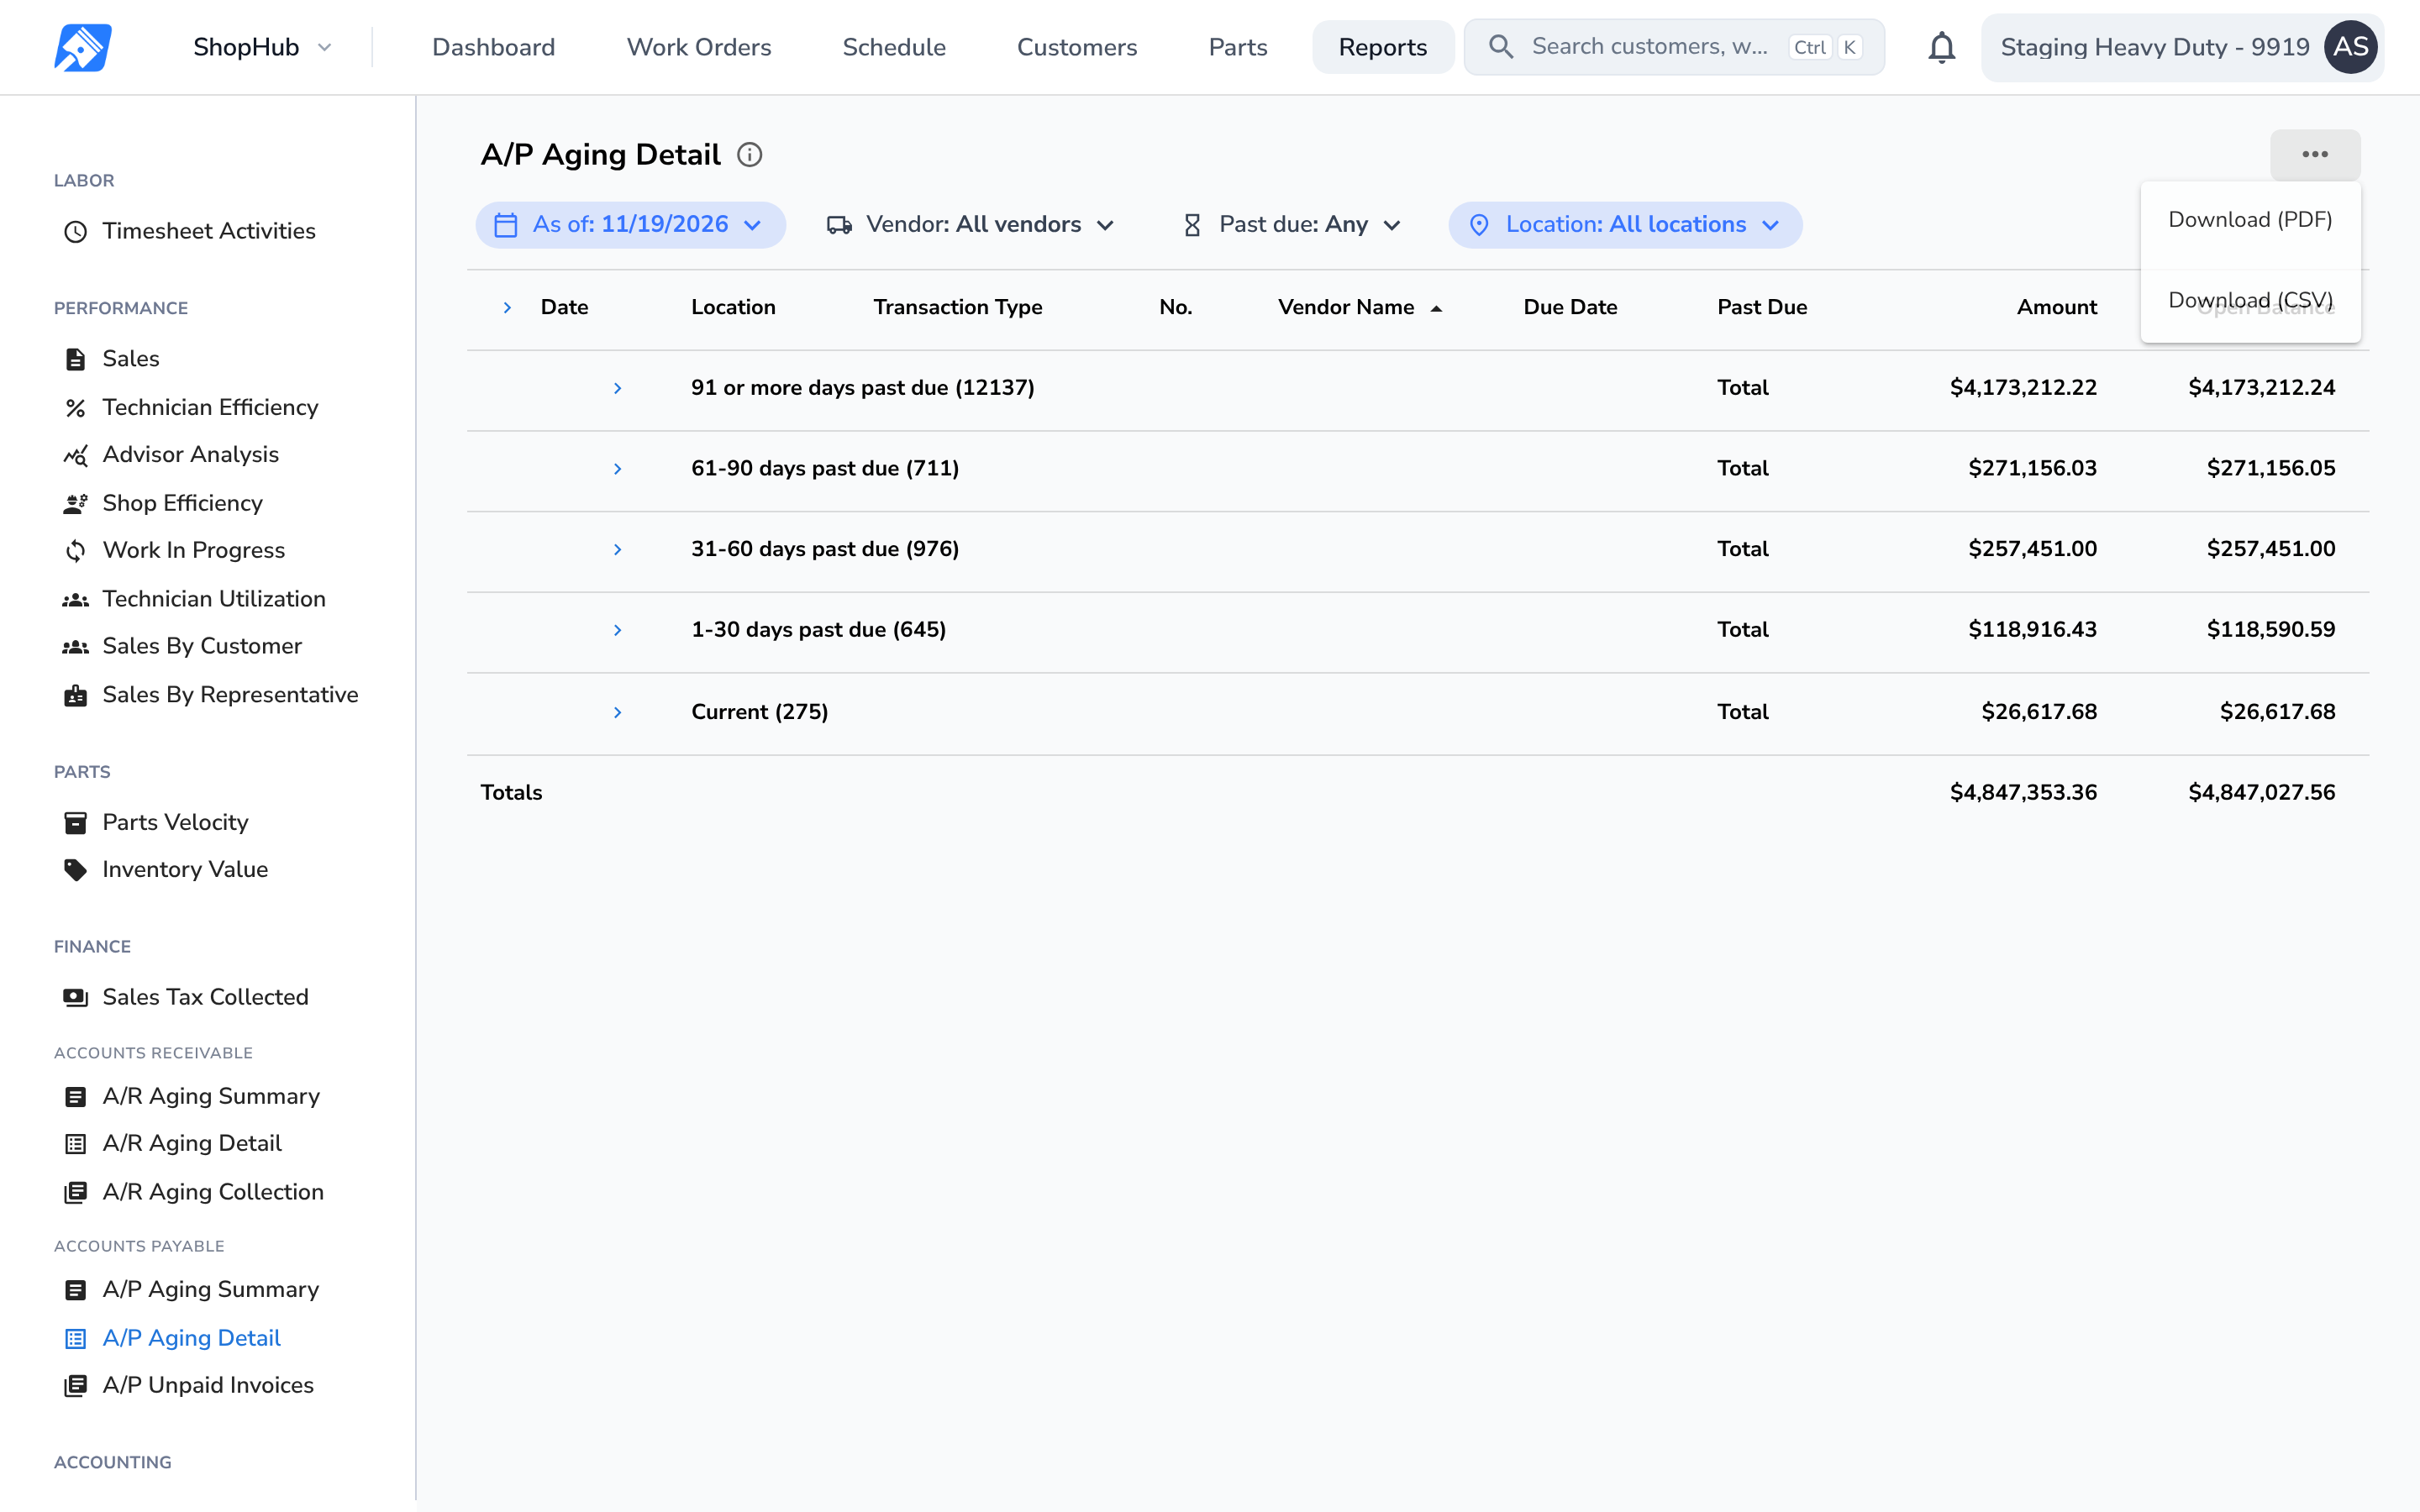 ShopHub
Dashboard
Work Orders
Schedule
Customers
Parts
Reports
Search customers, w...
Ctrl K
Staging Heavy Duty - 9919
AS
LABOR
Timesheet Activities
PERFORMANCE
Sales
Technician Efficiency
Advisor Analysis
Shop Efficiency
Work In Progress
Technician Utilization
Sales By Customer
Sales By Representative
PARTS
Parts Velocity
Inventory Value
FINANCE
Sales Tax Collected
ACCOUNTS RECEIVABLE
A/R Aging Summary
A/R Aging Detail
A/R Aging Collection
ACCOUNTS PAYABLE
A/P Aging Summary
A/P Aging Detail
A/P Unpaid Invoices
ACCOUNTING
A/P Aging Detail
As of: 11/19/2026
Vendor: All vendors
Past due: Any
Location: All locations
Download (PDF)
Download (CSV)
Date Location Transaction Type No. Vendor Name Due Date Past Due Amount Open Balance
91 or more days past due (12137) Total $4,173,212.22 $4,173,212.24
61-90 days past due (711) Total $271,156.03 $271,156.05
31-60 days past due (976) Total $257,451.00 $257,451.00
1-30 days past due (645) Total $118,916.43 $118,590.59
Current (275) Total $26,617.68 $26,617.68
Totals $4,847,353.36 $4,847,027.56